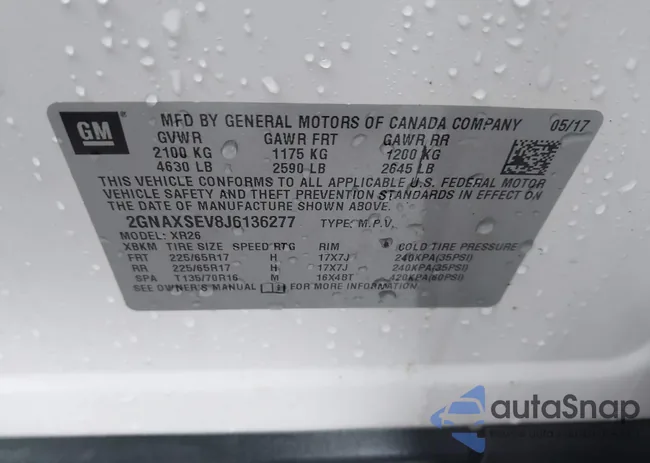 GM
MFD BY GENERAL MOTORS OF CANADA COMPANY 05/17
GVWR GAWR FRT GAWR RR
2100 KG 1175 KG 1200 KG
4630 LB 2590 LB 2645 LB
THIS VEHICLE CONFORMS TO ALL APPLICABLE U.S. FEDERAL MOTOR
VEHICLE SAFETY AND THEFT PREVENTION STANDARDS IN EFFECT ON
THE DATE OF MANUFACTURE SHOWN ABOVE.
2GNAXSEV8J6136277 TYPE: M.P.V.
MODEL: XR26
XBKM TIRE SIZE SPEED RTG RIM COLD TIRE PRESSURE
FRT 225/65R17 H 17X7J 240KPA(35PSI)
RR 225/65R17 H 17X7J 240KPA(35PSI)
SPA T135/70R16 M 16X4BT 420KPA(60PSI)
SEE OWNER'S MANUAL FOR MORE INFORMATION.
autaSnap